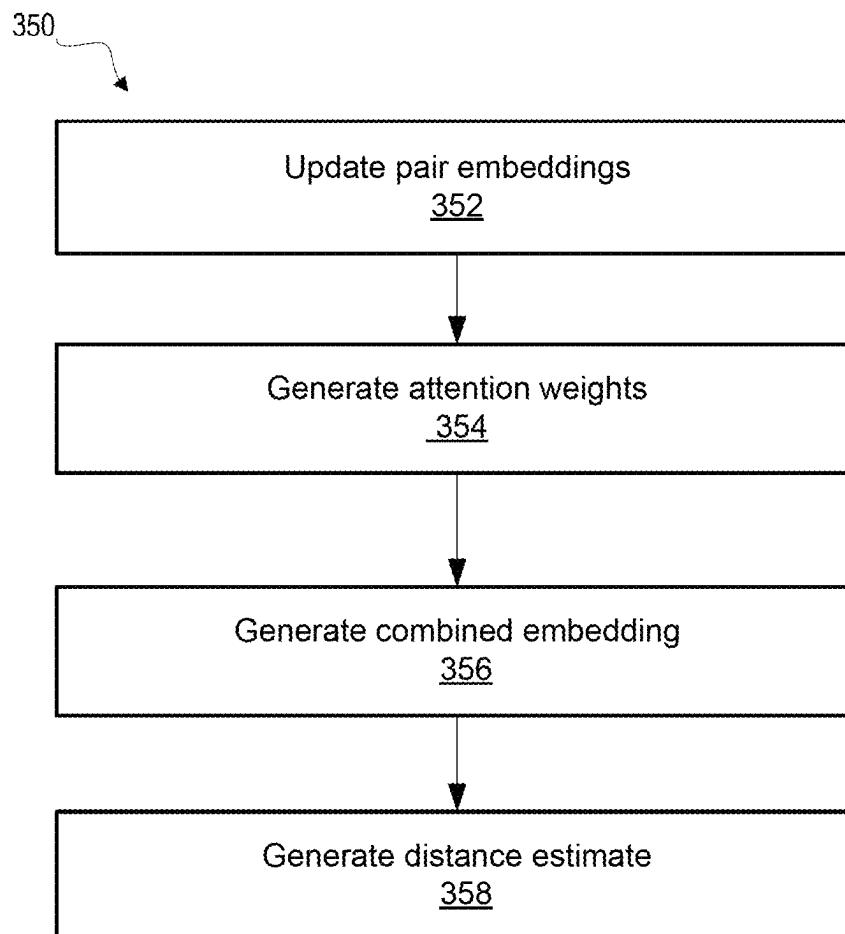 350
Update pair embeddings
352
Generate attention weights
354
Generate combined embedding
356
Generate distance estimate
358